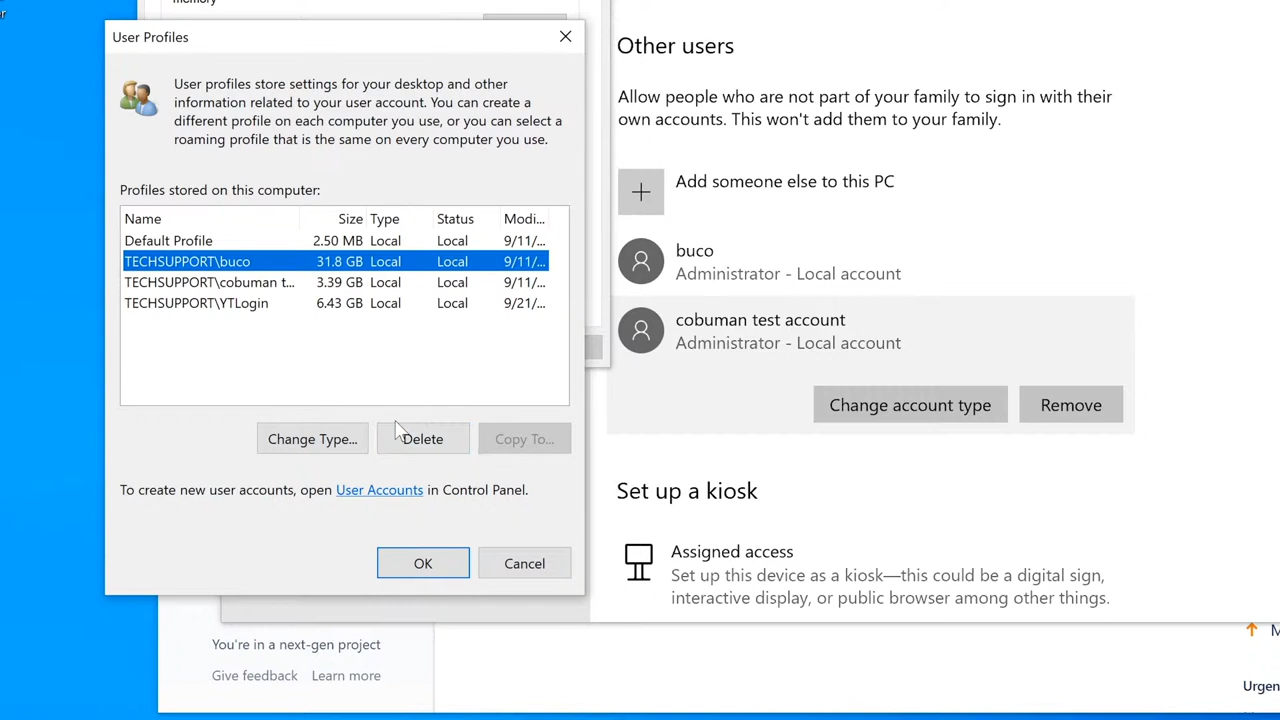 memory
User Profiles
User profiles store settings for your desktop and other
information related to your user account. You can create a
different profile on each computer you use, or you can select a
roaming profile that is the same on every computer you use.
Profiles stored on this computer:
Name Size Type Status Modi...
Default Profile 2.50 MB Local Local 9/11/...
TECHSUPPORT\buco 31.8 GB Local Local 9/11/...
TECHSUPPORT\cobuman t... 3.39 GB Local Local 9/11/...
TECHSUPPORT\YTLogin 6.43 GB Local Local 9/21/...
Change Type... Delete Copy To...
To create new user accounts, open User Accounts in Control Panel.
OK Cancel
Other users
Allow people who are not part of your family to sign in with their
own accounts. This won't add them to your family.
Add someone else to this PC
buco
Administrator - Local account
cobuman test account
Administrator - Local account
Change account type Remove
Set up a kiosk
Assigned access
Set up this device as a kiosk—this could be a digital sign,
interactive display, or public browser among other things.
You're in a next-gen project
Give feedback Learn more
M
Urgen